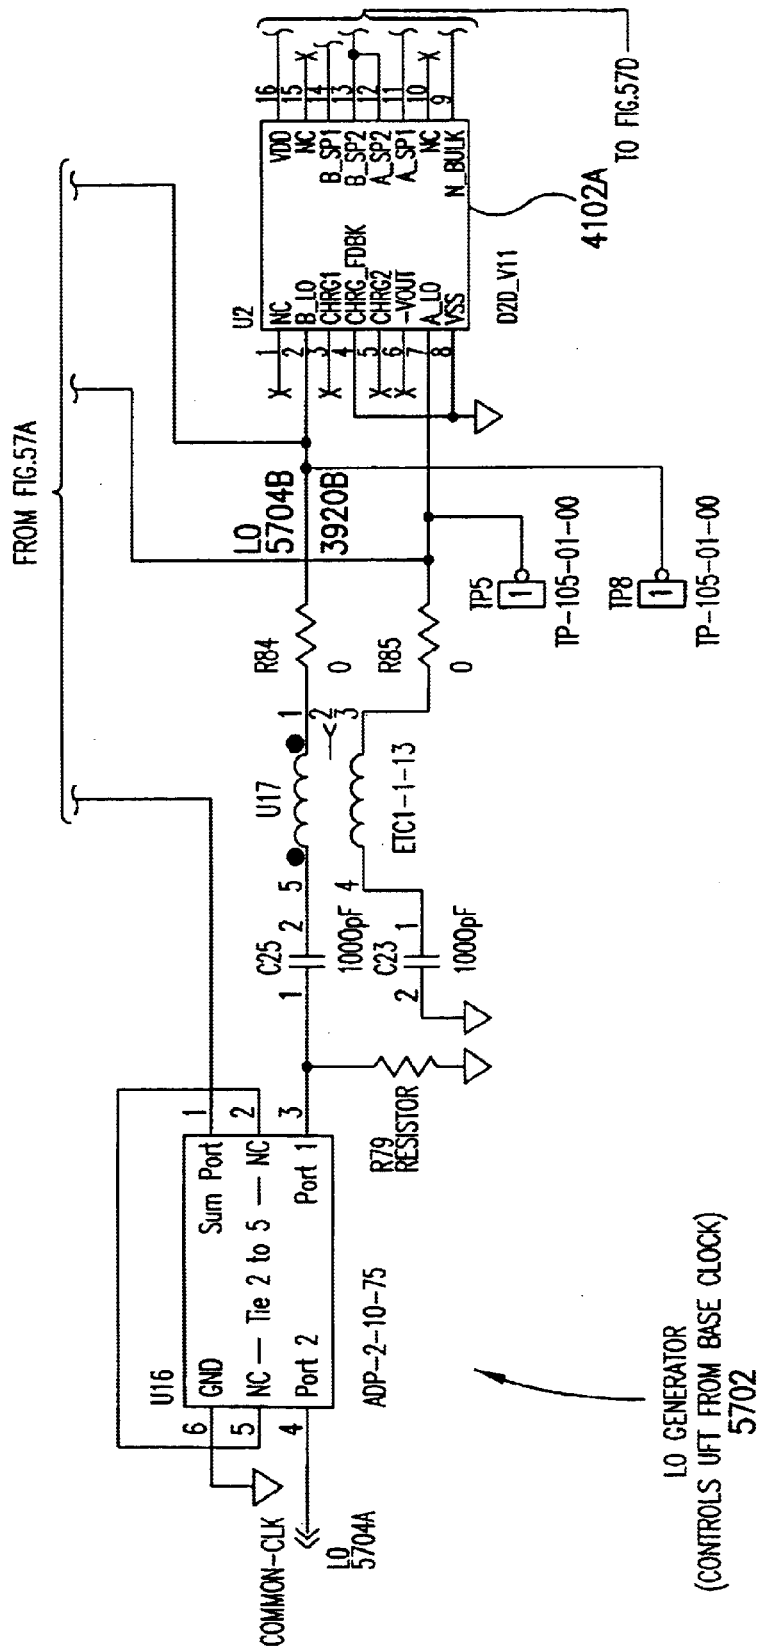 FROM FIG.57A
TO FIG.57D
U16
GND
6
NC — Tie 2 to 5 — NC
5
2
Sum Port
1
Port 2
4
Port 1
3
ADP-2-10-75
COMMON-CLK
LO
5704A
R79
RESISTOR
C25
1
2
1000pF
C23
2
1
1000pF
U17
5
1
2
4
3
ETC1-1-13
R84
0
R85
0
LO
5704B
3920B
TP5
1
TP-105-01-00
TP8
1
TP-105-01-00
U2
1 NC
2 B_LO
3 CHRG1
4 CHRG_FDBK
5 CHRG2
6 -VOUT
7 A_LO
8 VSS
VDD 16
NC 15
B_SP1 14
B_SP2 13
A_SP2 12
A_SP1 11
NC 10
N_BULK 9
D2D_V11
4102A
LO GENERATOR
(CONTROLS UFT FROM BASE CLOCK)
5702